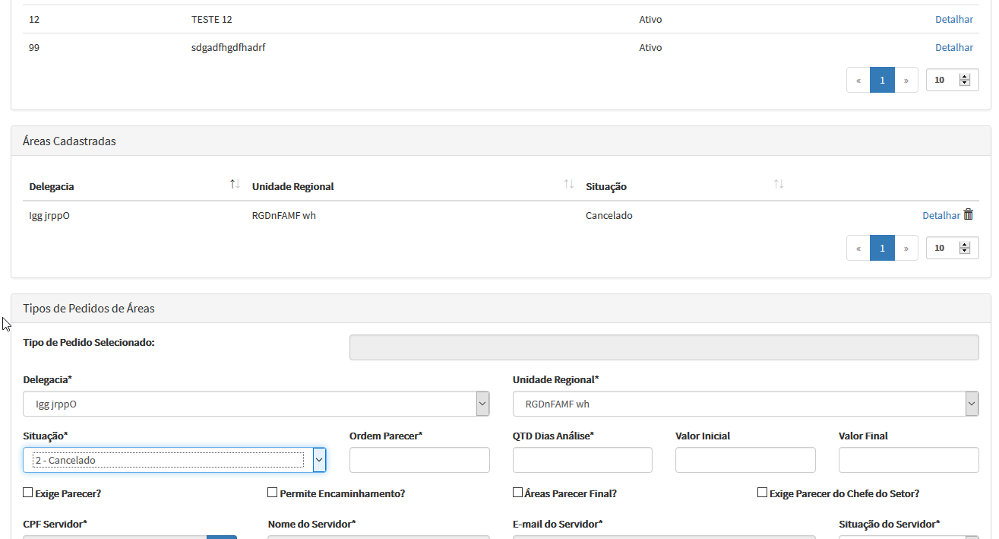 12 TESTE 12 Ativo Detalhar
99 sdgadfhgdfhadrf Ativo Detalhar
« 1 » 10
Áreas Cadastradas
Delegacia Unidade Regional Situação
Igg jrppO RGDnFAMF wh Cancelado Detalhar
« 1 » 10
Tipos de Pedidos de Áreas
Tipo de Pedido Selecionado:
Delegacia* Unidade Regional*
Igg jrppO RGDnFAMF wh
Situação* Ordem Parecer* QTD Dias Análise* Valor Inicial Valor Final
2 - Cancelado
Exige Parecer? Permite Encaminhamento? Áreas Parecer Final? Exige Parecer do Chefe do Setor?
CPF Servidor* Nome do Servidor* E-mail do Servidor* Situação do Servidor*